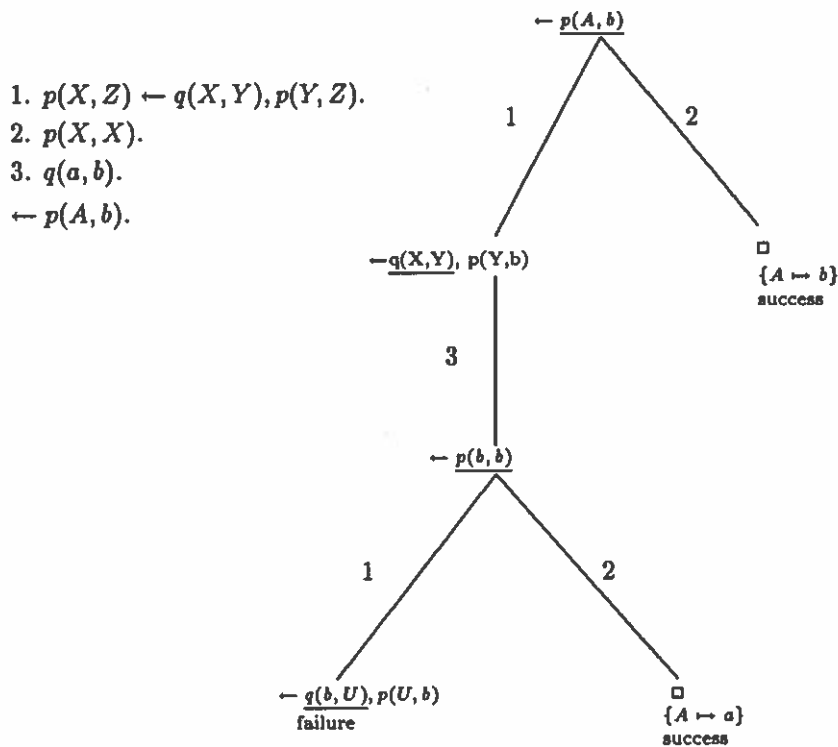 ← p(A, b)
1. p(X, Z) ← q(X, Y), p(Y, Z).
2. p(X, X).
3. q(a, b).
← p(A, b).
1
2
←q(X,Y), p(Y,b)
□
{A ↦ b}
success
3
← p(b, b)
1
2
← q(b, U), p(U, b)
failure
□
{A ↦ a}
success